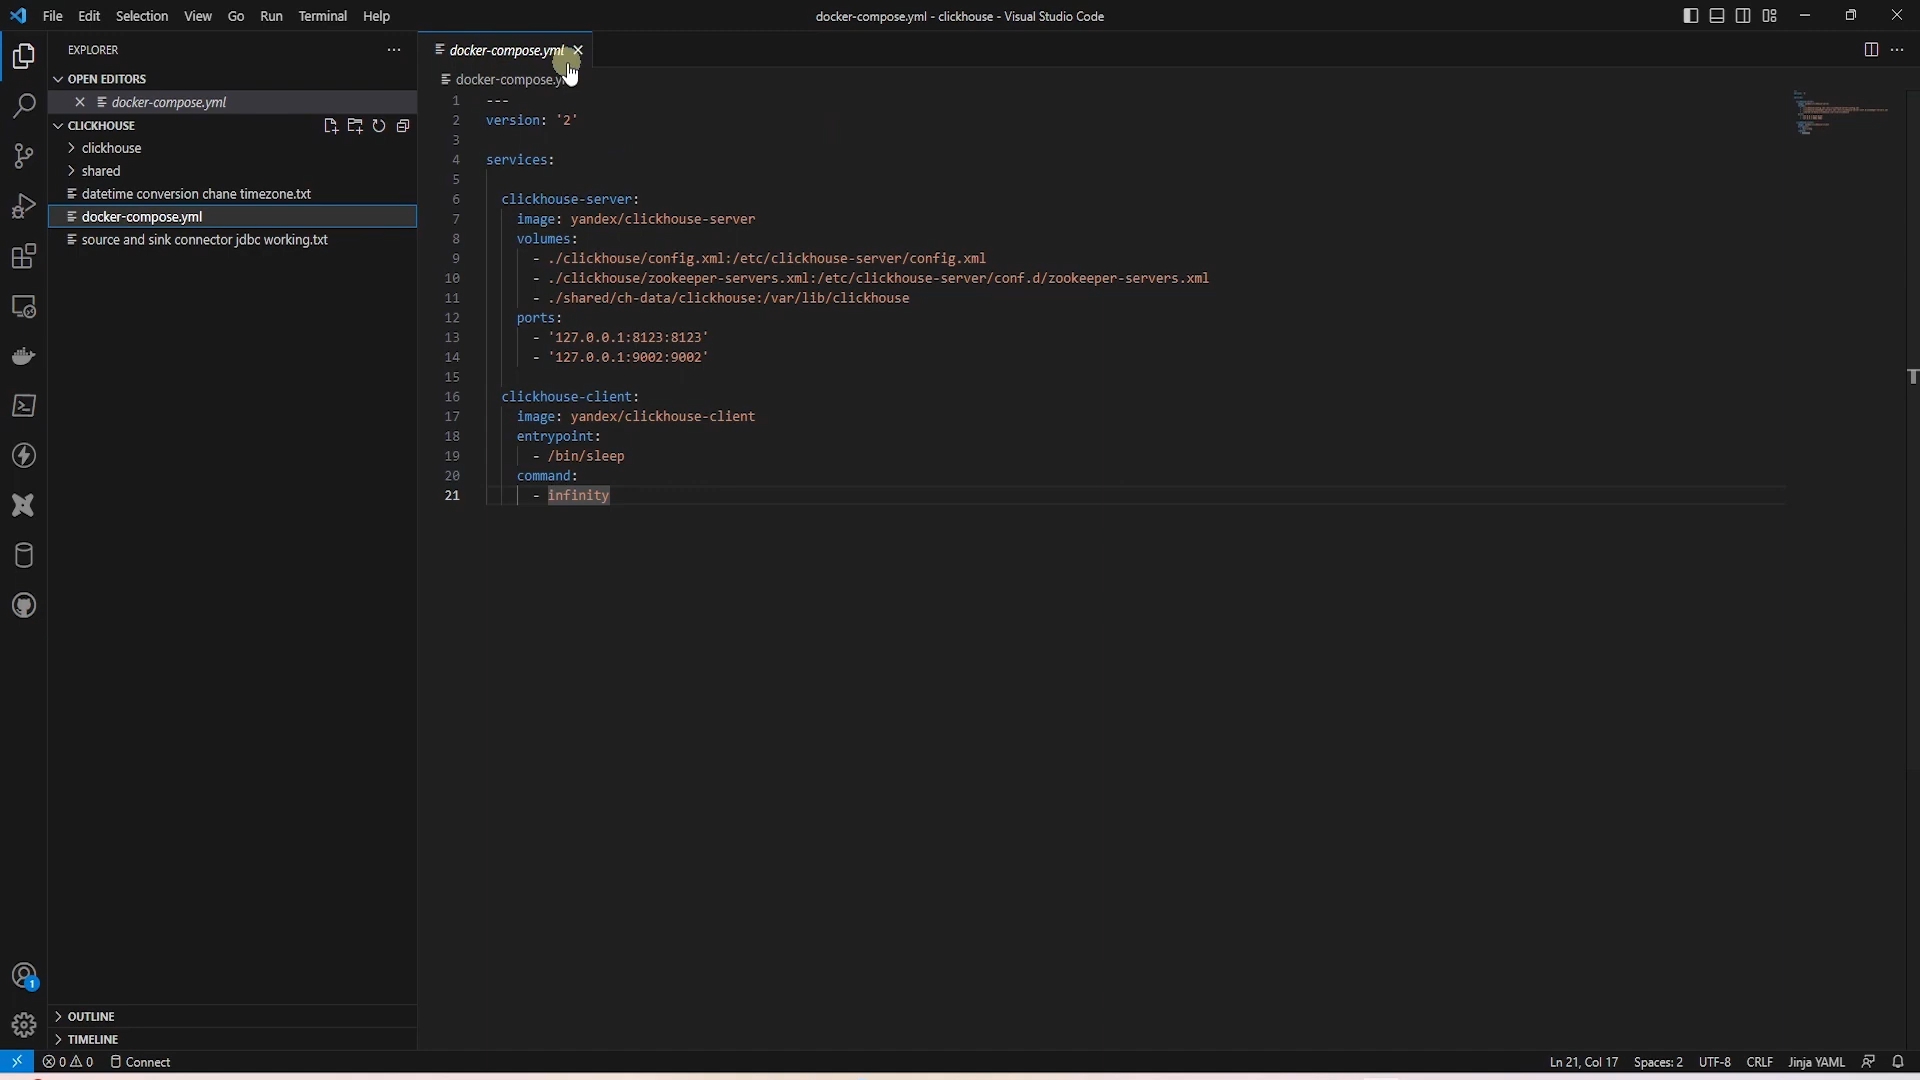 File Edit Selection View Go Run Terminal Help
docker-compose.yml - clickhouse - Visual Studio Code
EXPLORER
OPEN EDITORS
docker-compose.yml
CLICKHOUSE
clickhouse
shared
datetime conversion chane timezone.txt
docker-compose.yml
source and sink connector jdbc working.txt
OUTLINE
TIMELINE
docker-compose.yml
docker-compose.y
1 ---
2 version: '2'
3
4 services:
5
6 clickhouse-server:
7 image: yandex/clickhouse-server
8 volumes:
9 - ./clickhouse/config.xml:/etc/clickhouse-server/config.xml
10 - ./clickhouse/zookeeper-servers.xml:/etc/clickhouse-server/conf.d/zookeeper-servers.xml
11 - ./shared/ch-data/clickhouse:/var/lib/clickhouse
12 ports:
13 - '127.0.0.1:8123:8123'
14 - '127.0.0.1:9002:9002'
15
16 clickhouse-client:
17 image: yandex/clickhouse-client
18 entrypoint:
19 - /bin/sleep
20 command:
21 - infinity
1
0 0 Connect
Ln 21, Col 17 Spaces: 2 UTF-8 CRLF Jinja YAML